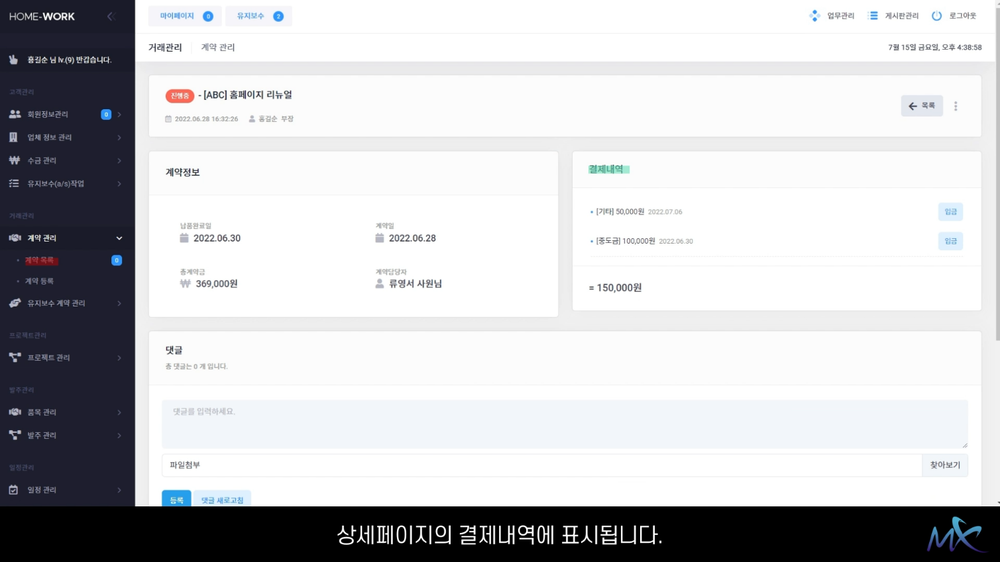 HOME-WORK
마이페이지 0
유지보수 2
업무관리
게시판관리
로그아웃
거래관리
계약 관리
7월 15일 금요일, 오후 4:38:58
홍길순 님 lv.(9) 반갑습니다.
고객관리
회원정보관리 0
업체 정보 관리
수금 관리
유지보수(a/s)작업
거래관리
계약 관리
계약 목록 0
계약 등록
유지보수 계약 관리
프로젝트관리
프로젝트 관리
발주관리
품목 관리
발주 관리
일정관리
일정 관리
진행중 - [ABC] 홈페이지 리뉴얼
2022.06.28 16:32:26 홍길순 부장
목록
계약정보
납품완료일
2022.06.30
계약일
2022.06.28
총계약금
369,000원
계약담당자
류영서 사원님
결제내역
[기타] 50,000원 2022.07.06 입금
[중도금] 100,000원 2022.06.30 입금
= 150,000원
댓글
총 댓글는 0 개 입니다.
댓글를 입력하세요.
파일첨부 찾아보기
등록 댓글 새로고침
상세페이지의 결제내역에 표시됩니다.
MX